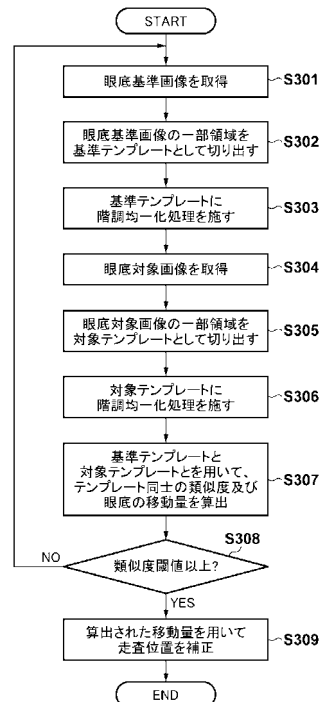 START
眼底基準画像を取得
S301
眼底基準画像の一部領域を
基準テンプレートとして切り出す
S302
基準テンプレートに
階調均一化処理を施す
S303
眼底対象画像を取得
S304
眼底対象画像の一部領域を
対象テンプレートとして切出す
S305
対象テンプレートに
階調均一化処理を施す
S306
基準テンプレートと
対象テンプレートとを用いて、
テンプレート同士の類似度及び
眼底の移動量を算出
S307
S308
NO
類似度閾値以上?
YES
算出された移動量を用いて
走査位置を補正
S309
END